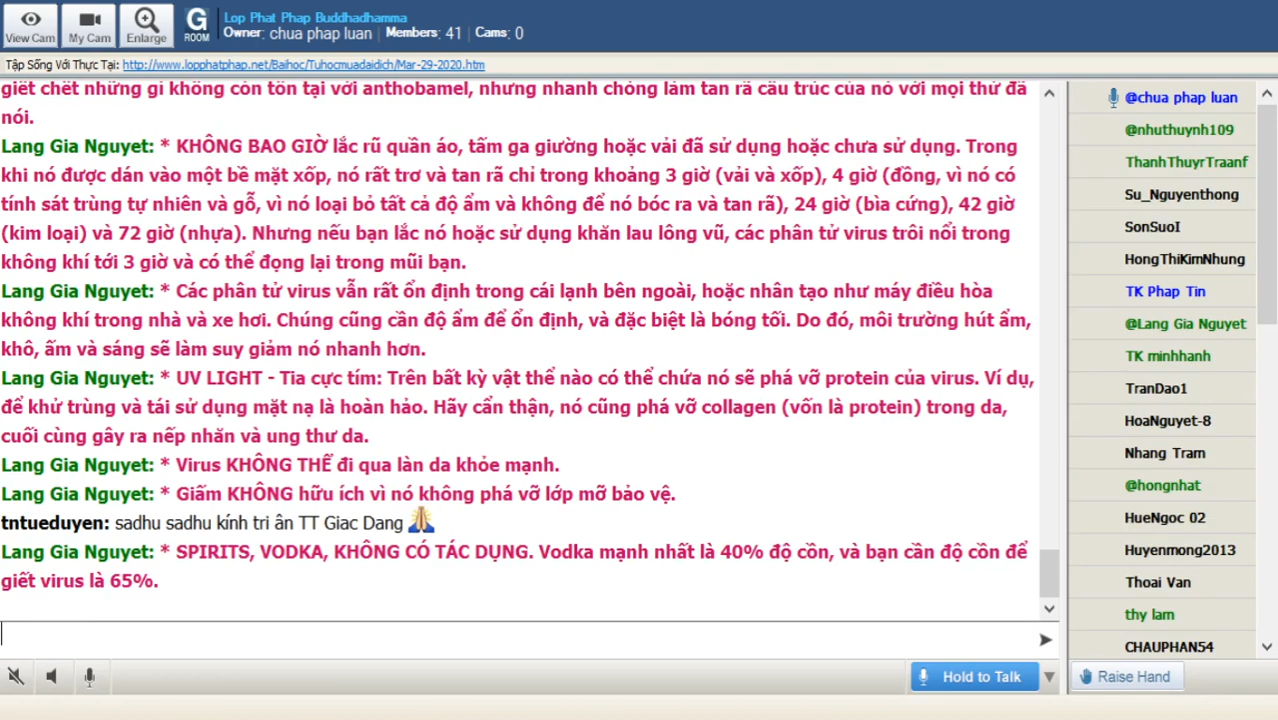 View Cam
My Cam
Enlarge
G
ROOM
Lop Phat Phap Buddhadhamma
Owner: chua phap luan | Members: 41 | Cams: 0
Tập Sống Với Thực Tại: http://www.lopphatphap.net/Baihoc/Tuhocmuadaidich/Mar-29-2020.htm
giết chết những gì không còn tồn tại với anthobamel, nhưng nhanh chóng làm tan rã cấu trúc của nó với mọi thứ đã
nói.
Lang Gia Nguyet: * KHÔNG BAO GIỜ lắc rũ quần áo, tấm ga giường hoặc vải đã sử dụng hoặc chưa sử dụng. Trong
khi nó được dán vào một bề mặt xốp, nó rất trơ và tan rã chỉ trong khoảng 3 giờ (vải và xốp), 4 giờ (đồng, vì nó có
tính sát trùng tự nhiên và gỗ, vì nó loại bỏ tất cả độ ẩm và không để nó bóc ra và tan rã), 24 giờ (bìa cứng), 42 giờ
(kim loại) và 72 giờ (nhựa). Nhưng nếu bạn lắc nó hoặc sử dụng khăn lau lông vũ, các phân tử virus trôi nổi trong
không khí tới 3 giờ và có thể đọng lại trong mũi bạn.
Lang Gia Nguyet: * Các phân tử virus vẫn rất ổn định trong cái lạnh bên ngoài, hoặc nhân tạo như máy điều hòa
không khí trong nhà và xe hơi. Chúng cũng cần độ ẩm để ổn định, và đặc biệt là bóng tối. Do đó, môi trường hút ẩm,
khô, ấm và sáng sẽ làm suy giảm nó nhanh hơn.
Lang Gia Nguyet: * UV LIGHT - Tia cực tím: Trên bất kỳ vật thể nào có thể chứa nó sẽ phá vỡ protein của virus. Ví dụ,
để khử trùng và tái sử dụng mặt nạ là hoàn hảo. Hãy cẩn thận, nó cũng phá vỡ collagen (vốn là protein) trong da,
cuối cùng gây ra nếp nhăn và ung thư da.
Lang Gia Nguyet: * Virus KHÔNG THỂ đi qua làn da khỏe mạnh.
Lang Gia Nguyet: * Giấm KHÔNG hữu ích vì nó không phá vỡ lớp mỡ bảo vệ.
tntueduyen: sadhu sadhu kính tri ân TT Giac Dang
Lang Gia Nguyet: * SPIRITS, VODKA, KHÔNG CÓ TÁC DỤNG. Vodka mạnh nhất là 40% độ cồn, và bạn cần độ cồn để
giết virus là 65%.
Hold to Talk
@chua phap luan
@nhuthuynh109
ThanhThuyrTraanf
Su_Nguyenthong
SonSuoI
HongThiKimNhung
TK Phap Tin
@Lang Gia Nguyet
TK minhhanh
TranDao1
HoaNguyet-8
Nhang Tram
@hongnhat
HueNgoc 02
Huyenmong2013
Thoai Van
thy lam
CHAUPHAN54
Raise Hand